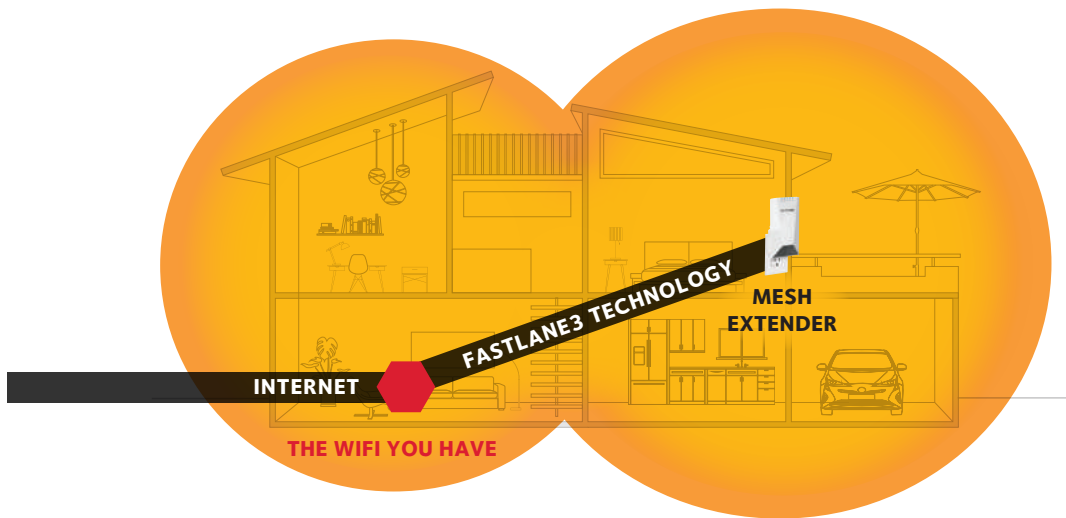 FASTLANE3 TECHNOLOGY
MESH
EXTENDER
INTERNET
THE WIFI YOU HAVE